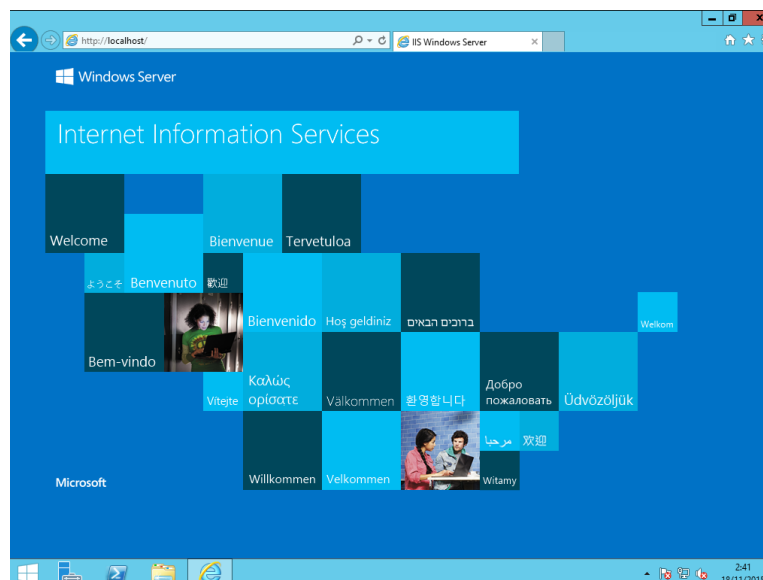 http://localhost/
IIS Windows Server
Windows Server
Internet Information Services
Welcome
Bienvenue
Tervetuloa
ようこそ
Benvenuto
歡迎
Bienvenido
Hoş geldiniz
ברוכים הבאים
Welkom
Bem-vindo
Vítejte
Καλώς
ορίσατε
Välkommen
환영합니다
Добро
пожаловать
Üdvözöljük
مرحبا
欢迎
Willkommen
Velkommen
Witamy
Microsoft
2:41